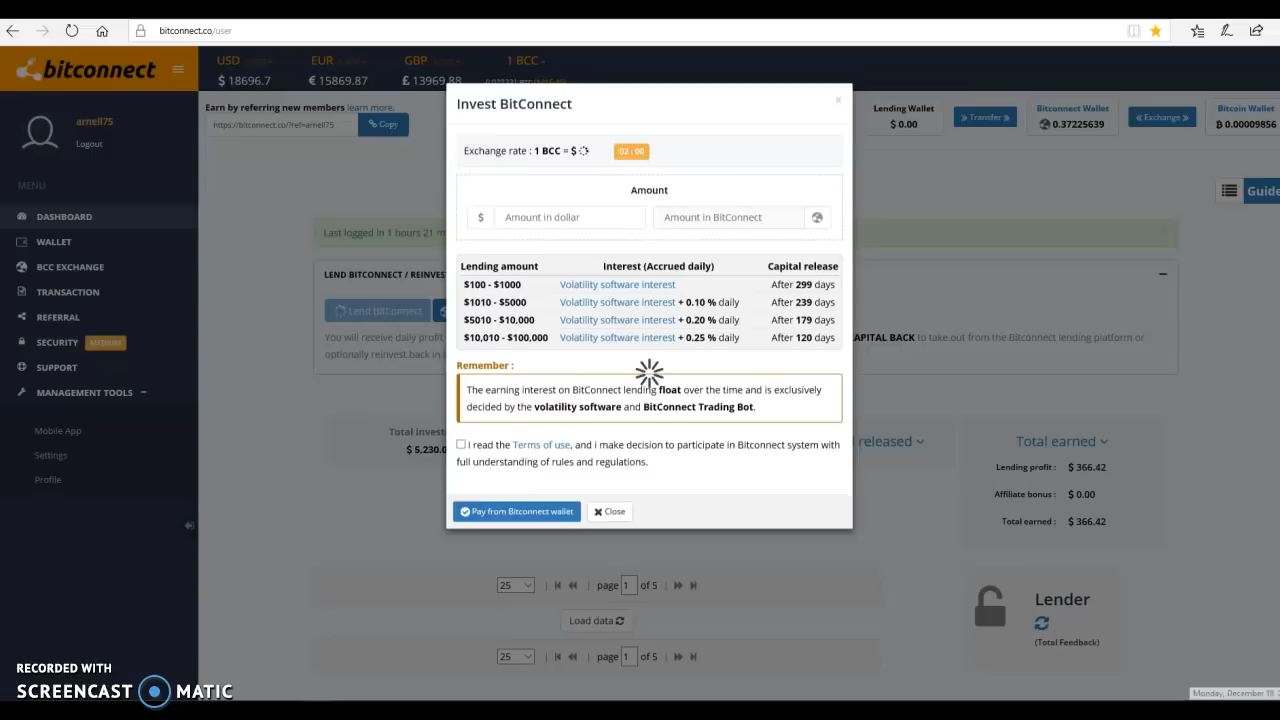 bitconnect.co/user
bitconnect
USD
EUR
GBP
1 BCC
$ 18696.7
€ 15869.87
£ 13969.88
Earn by referring new members learn more.
https://bitconnect.co/?ref=arnell75
Copy
Lending Wallet
$ 0.00
Transfer
Bitconnect Wallet
0.37225639
Exchange
Bitcoin Wallet
฿ 0.00009856
arnell75
Logout
MENU
DASHBOARD
WALLET
BCC EXCHANGE
TRANSACTION
REFERRAL
SECURITY MEDIUM
SUPPORT
MANAGEMENT TOOLS
Mobile App
Settings
Profile
Guide
Last logged in 1 hours 21 m
LEND BITCONNECT / REINVES
Lend BitConnect
You will receive daily profit
optionally reinvest back in
APITAL BACK to take out from the Bitconnect lending platform or
Invest BitConnect
×
Exchange rate : 1 BCC = $
02 : 00
Amount
$ Amount in dollar
Amount in BitConnect
Lending amount Interest (Accrued daily) Capital release
$100 - $1000 Volatility software interest After 299 days
$1010 - $5000 Volatility software interest + 0.10 % daily After 239 days
$5010 - $10,000 Volatility software interest + 0.20 % daily After 179 days
$10,010 - $100,000 Volatility software interest + 0.25 % daily After 120 days
Remember :
The earning interest on BitConnect lending float over the time and is exclusively
decided by the volatility software and BitConnect Trading Bot.
I read the Terms of use, and i make decision to participate in Bitconnect system with
full understanding of rules and regulations.
Pay from Bitconnect wallet
Close
Total invest
$ 5,230.0
released
Total earned
Lending profit : $ 366.42
Affiliate bonus : $ 0.00
Total earned : $ 366.42
25 page 1 of 5
Load data
25 page 1 of 5
Lender
(Total Feedback)
RECORDED WITH
SCREENCAST MATIC
Monday, December 18,